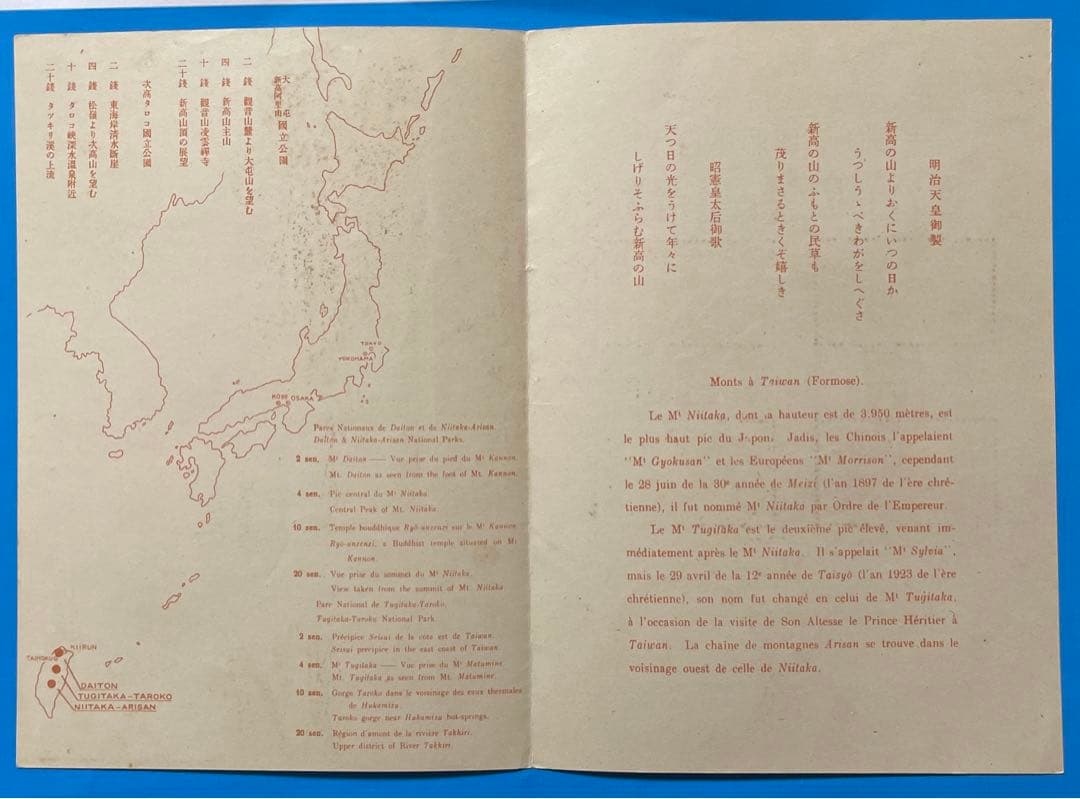 大屯
新高阿里山 國立公園
二錢 觀音山麓より大屯山を望む
四錢 新高山主山
十錢 觀音山凌雲禪寺
二十錢 新高山頂の展望
次高タロコ國立公園
二錢 東海岸清水斷崖
四錢 松嶺より次高山を望む
十錢 タロコ峽深水溫泉附近
二十錢 タツキリ溪の上流
TOKYO
YOKOHAMA
KOBE OSAKA
Parcs Nationaux de Daiton et de Niitaka-Arisan.
Daiton & Niitaka-Arisan National Parks.
2 sen. Mt Daiton —— Vue prise du pied du Mt Kannon.
Mt. Daiton as seen from the foot of Mt. Kannon.
4 sen. Pic central du Mt Niitaka.
Central Peak of Mt. Niitaka.
10 sen. Temple bouddhique Ryô-unzenzi sur le Mt Kannon.
Ryô-unzenzi, a Buddhist temple situated on Mt
Kannon.
20 sen. Vue prise du sommet du Mt Niitaka.
View taken from the summit of Mt Niitaka
Parc National de Tugitaka-Taroko.
Tugitaka-Taroko National Park.
2 sen. Précipice Seisui de la côte est de Taiwan.
Seisui precipice in the east coast of Taiwan.
4 sen. Mt Tugitaka —— Vue prise du Mt Matumine.
Mt. Tugitaka as seen from Mt. Matumine.
10 sen. Gorge Taroko dans le voisinage des eaux thermales
de Hukamizu.
Taroko gorge near Hukamizu hot-springs.
20 sen. Région d'amont de la rivière Takkiri.
Upper district of River Takkiri.
KIIRUN
TAIHOKU
DAITON
TUGITAKA-TAROKO
NIITAKA-ARISAN
明治天皇御製
新高の山よりおくにいつの日か
うつしうゝべきわがをしへぐさ
新高の山のふもとの民草も
茂りまさるときくぞ嬉しき
昭憲皇太后御歌
天つ日の光をうけて年々に
しげりそふらむ新高の山
Monts à Taiwan (Formose).
Le Mt Niitaka, dont la hauteur est de 3.950 mètres, est
le plus haut pic du Japon. Jadis, les Chinois l'appelaient
"Mt Gyokusan" et les Européens "Mt Morrison", cependant
le 28 juin de la 30e année de Meizi (l'an 1897 de l'ère chré-
tienne), il fut nommé Mt Niitaka par Ordre de l'Empereur.
Le Mt Tugitaka est le deuxième pic élevé, venant im-
médiatement après le Mt Niitaka. Il s'appelait "Mt Sylvia",
mais le 29 avril de la 12e année de Taisyô (l'an 1923 de l'ère
chrétienne), son nom fut changé en celui de Mt Tugitaka,
à l'occasion de la visite de Son Altesse le Prince Héritier à
Taiwan. La chaîne de montagnes Arisan se trouve dans le
voisinage ouest de celle de Niitaka.